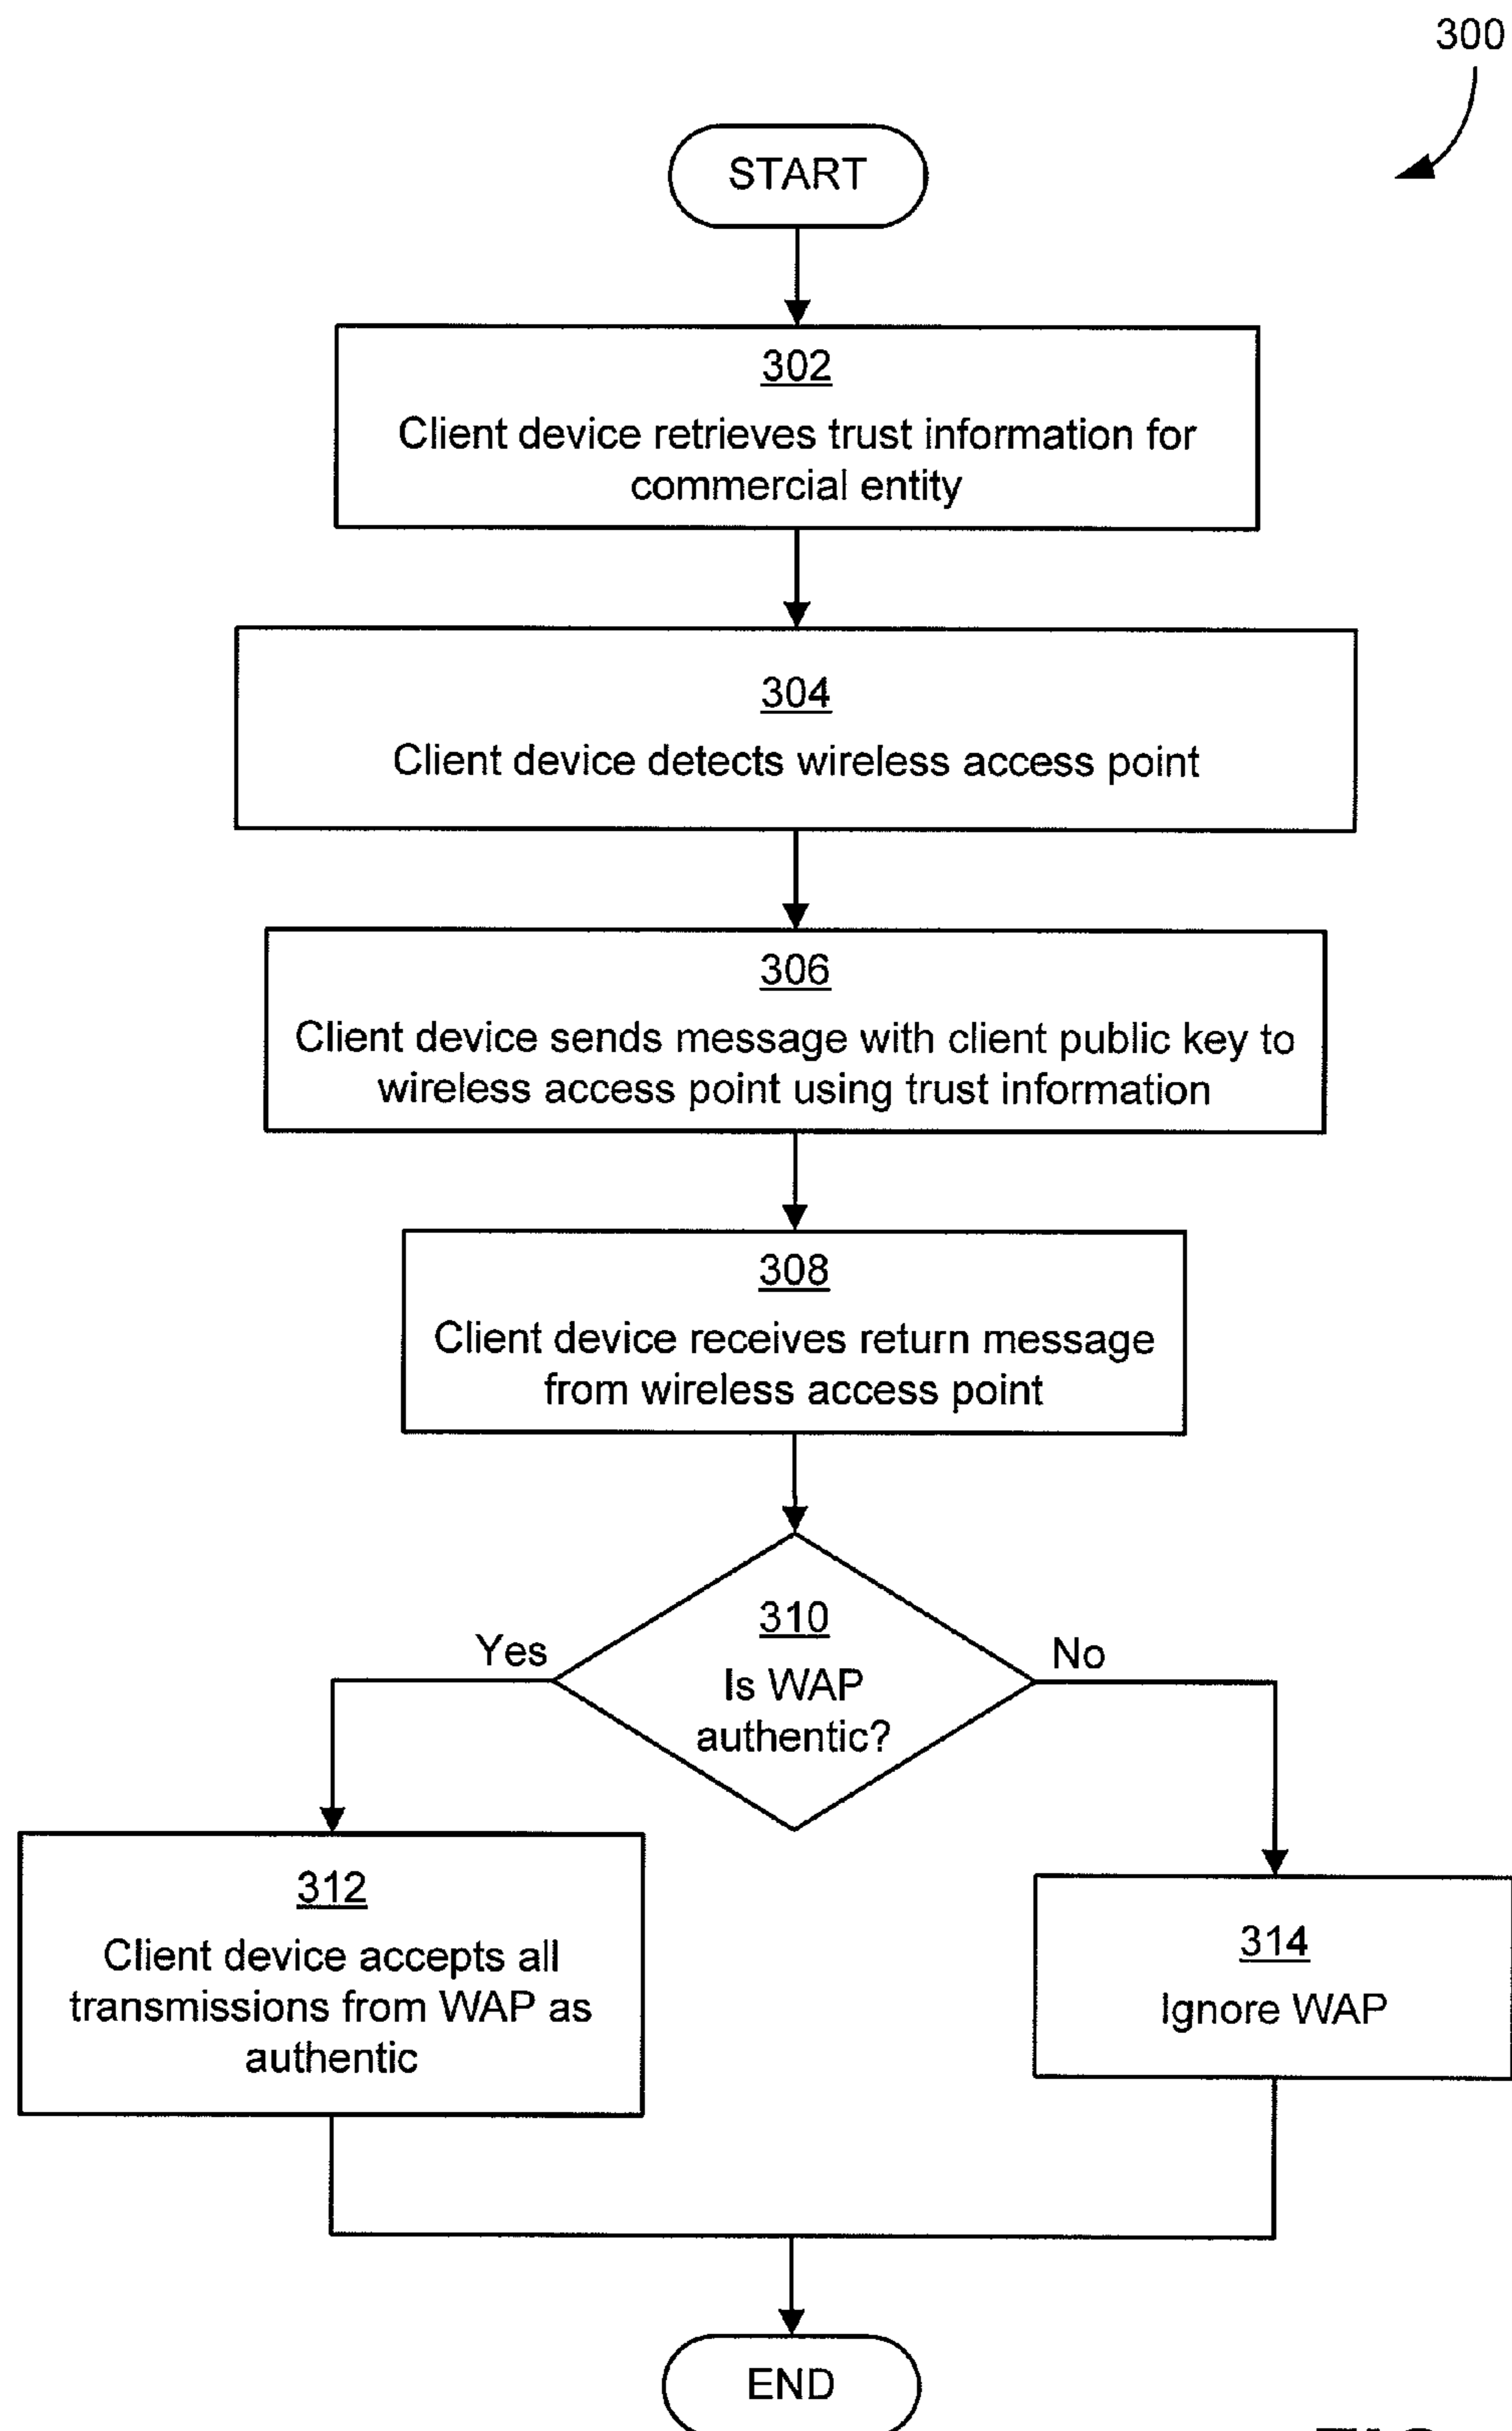 300
START
302
Client device retrieves trust information for
commercial entity
304
Client device detects wireless access point
306
Client device sends message with client public key to
wireless access point using trust information
308
Client device receives return message
from wireless access point
310
Is WAP
authentic?
Yes
No
312
Client device accepts all
transmissions from WAP as
authentic
314
Ignore WAP
END